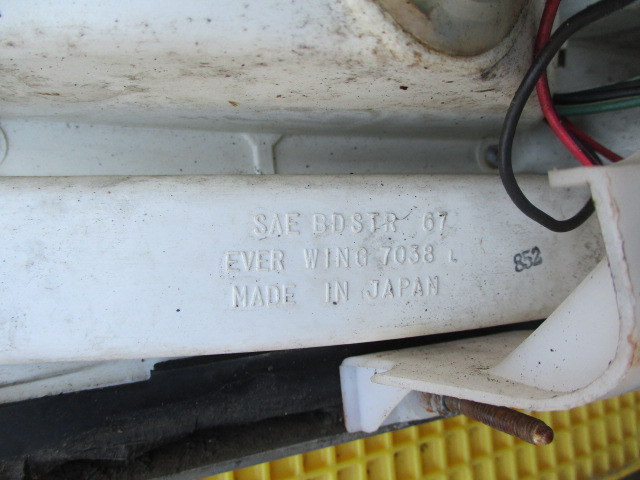 SAE BDSTR 67
EVER WING 7038 L
852
MADE IN JAPAN